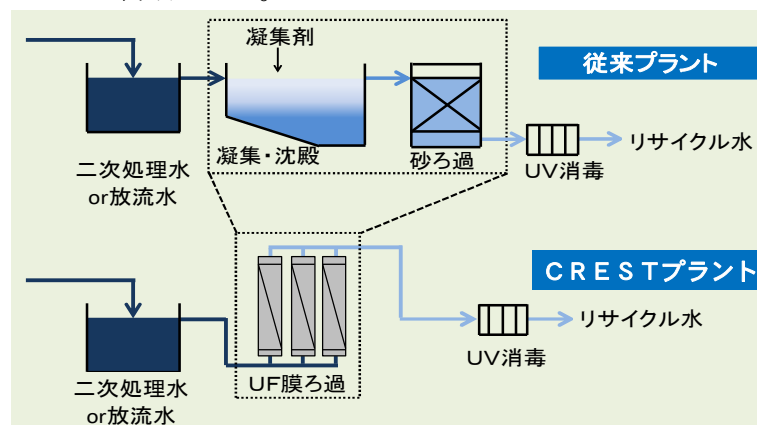 凝集剤
従来プラント
凝集・沈殿
砂ろ過
UV消毒
リサイクル水
二次処理水
or放流水
CRESTプラント
リサイクル水
UV消毒
UF膜ろ過
二次処理水
or放流水